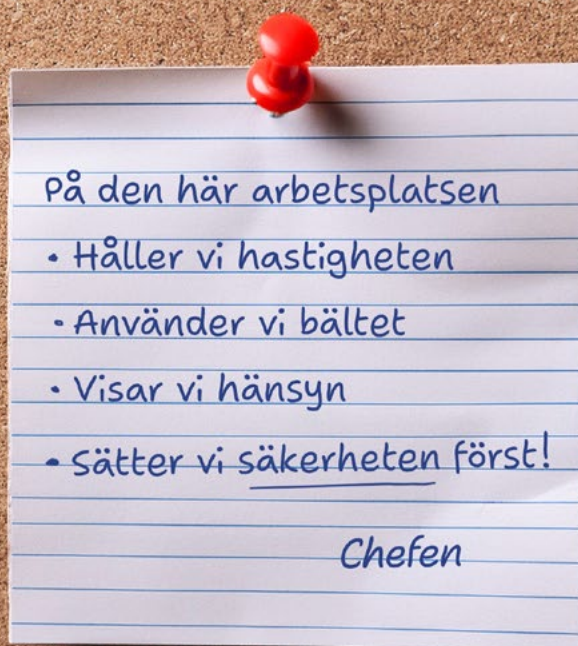 På den här arbetsplatsen
• Håller vi hastigheten
• Använder vi bältet
• Visar vi hänsyn
• Sätter vi säkerheten först!
Chefen